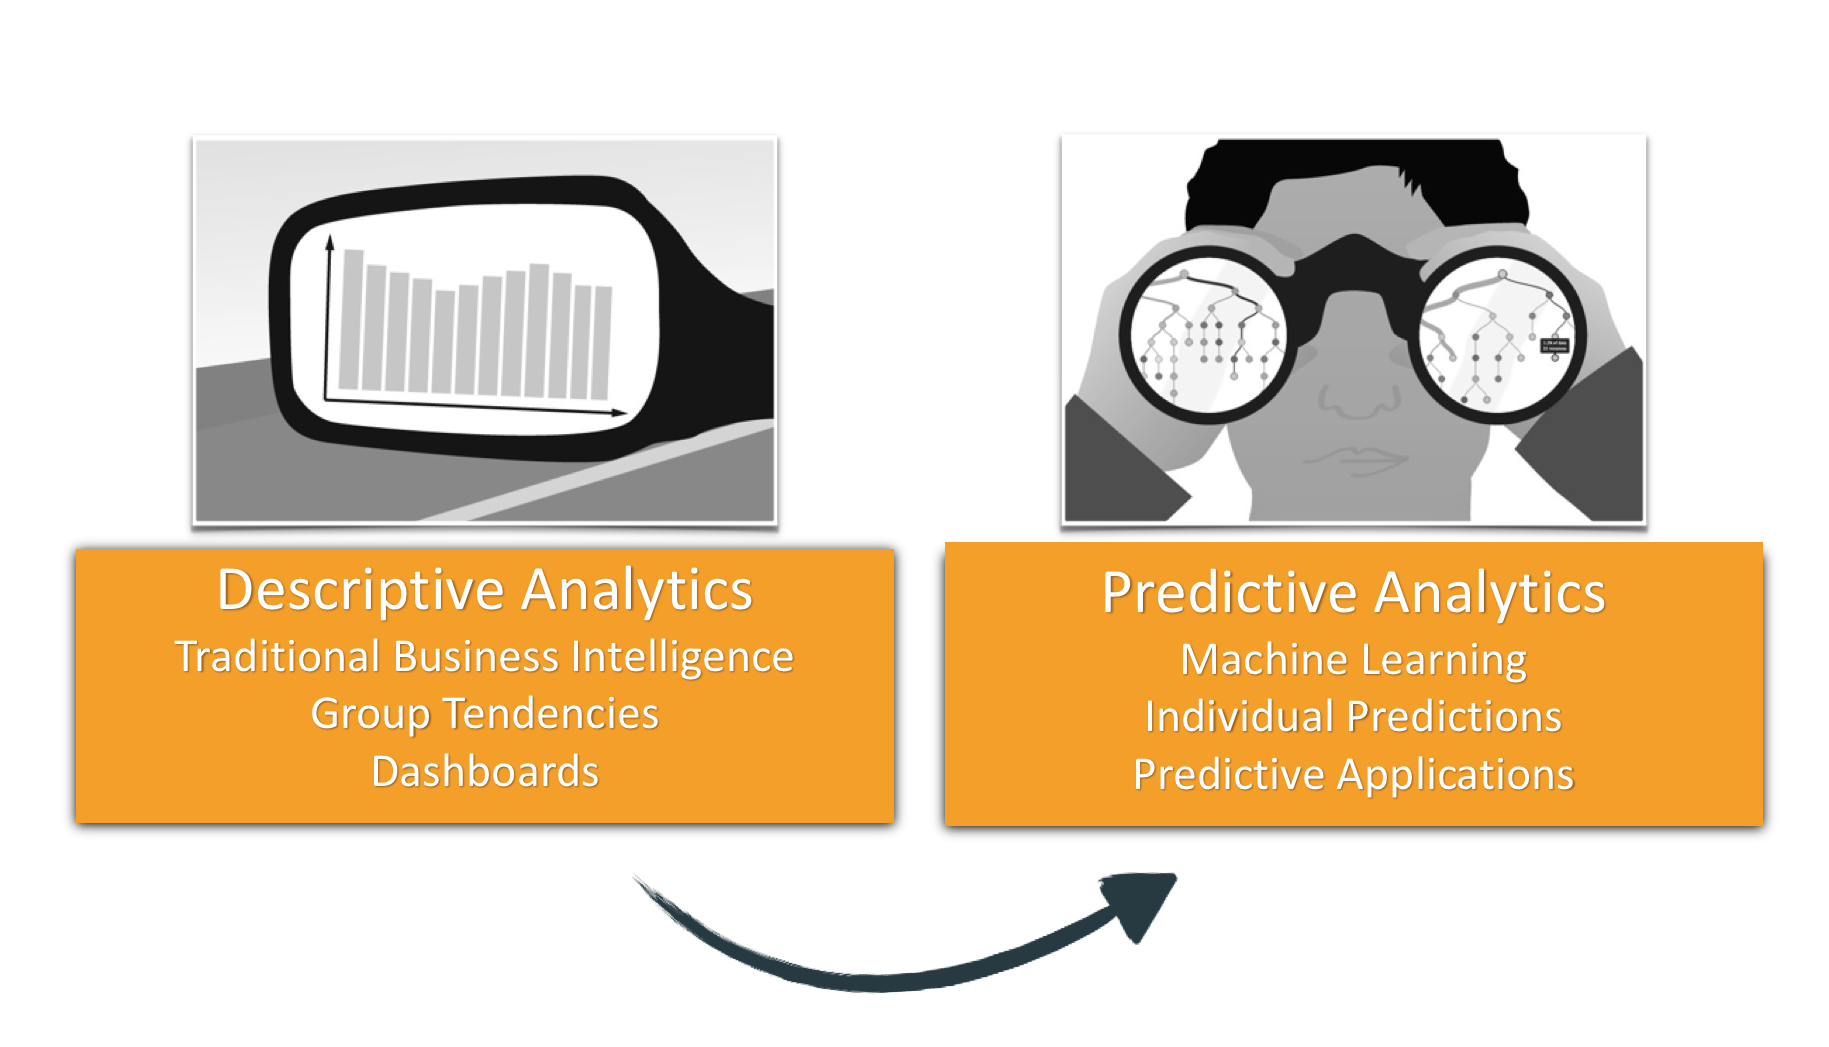 Descriptive Analytics
Traditional Business Intelligence
Group Tendencies
Dashboards
Predictive Analytics
Machine Learning
Individual Predictions
Predictive Applications